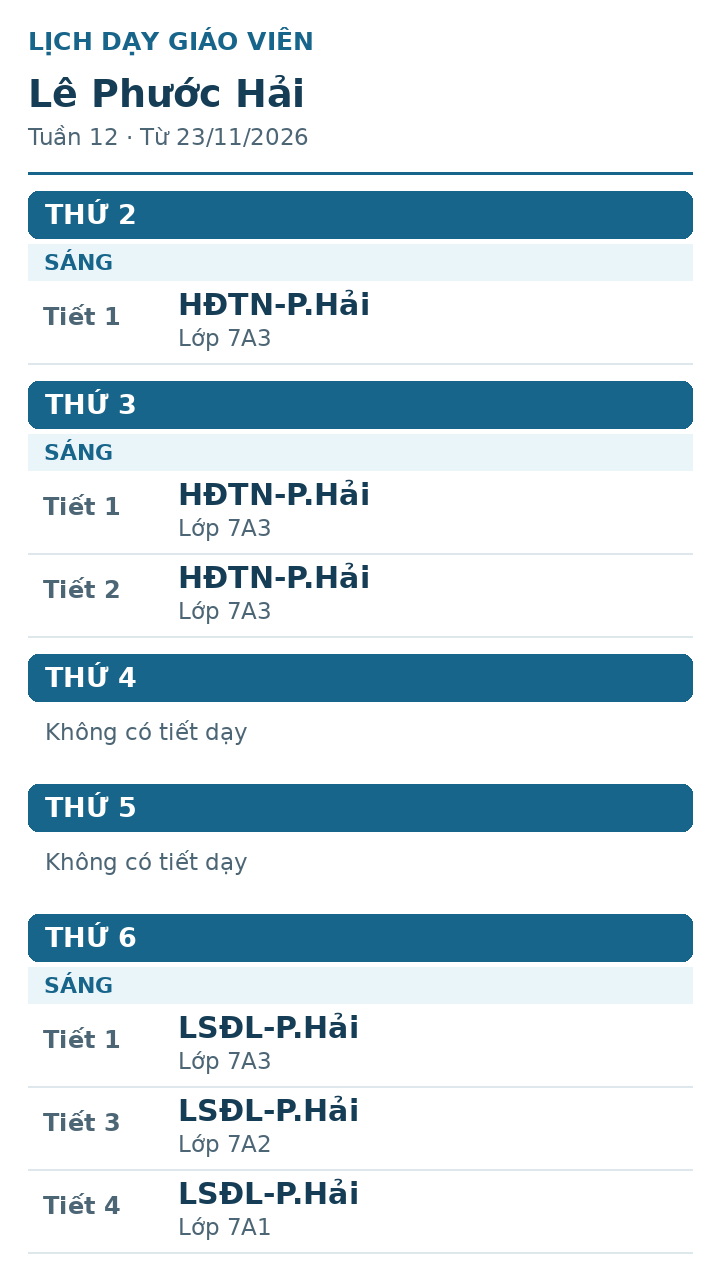 LỊCH DẠY GIÁO VIÊN
Lê Phước Hải
Tuần 12 · Từ 23/11/2026
THỨ 2
SÁNG
Tiết 1
HĐTN-P.Hải
Lớp 7A3
THỨ 3
SÁNG
Tiết 1
HĐTN-P.Hải
Lớp 7A3
Tiết 2
HĐTN-P.Hải
Lớp 7A3
THỨ 4
Không có tiết dạy
THỨ 5
Không có tiết dạy
THỨ 6
SÁNG
Tiết 1
LSĐL-P.Hải
Lớp 7A3
Tiết 3
LSĐL-P.Hải
Lớp 7A2
Tiết 4
LSĐL-P.Hải
Lớp 7A1